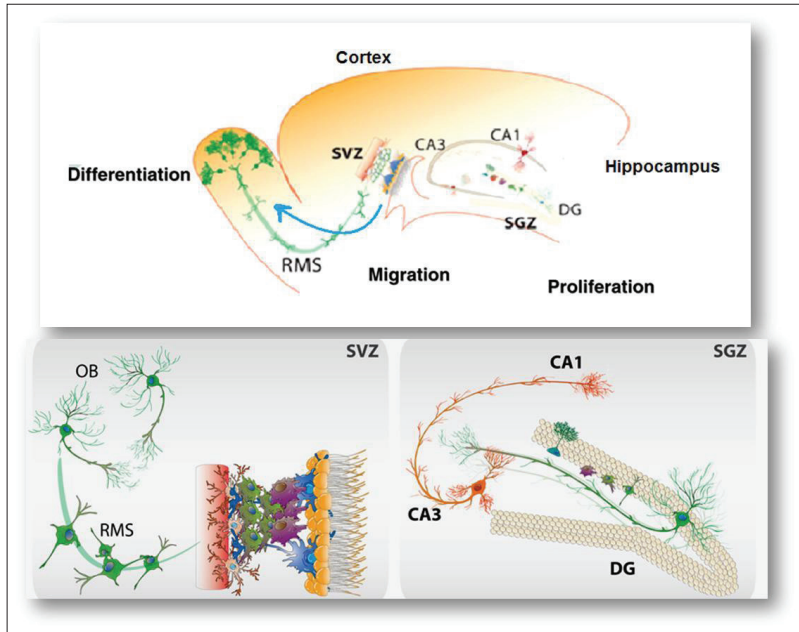 Cortex
CA1
CA3
SVZ
Hippocampus
Differentiation
DG
SGZ
RMS
Migration
Proliferation
SVZ
OB
RMS
SGZ
CA1
CA3
DG